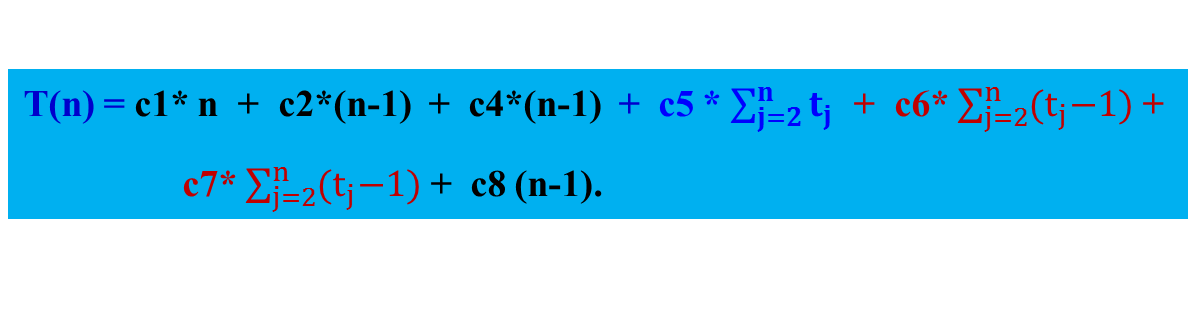 T(n) = c1* n + c2*(n-1) + c4*(n-1) + c5 * ∑ⁿⱼ₌₂ tⱼ + c6* ∑ⁿⱼ₌₂(tⱼ−1) +
c7* ∑ⁿⱼ₌₂(tⱼ−1) + c8 (n-1).